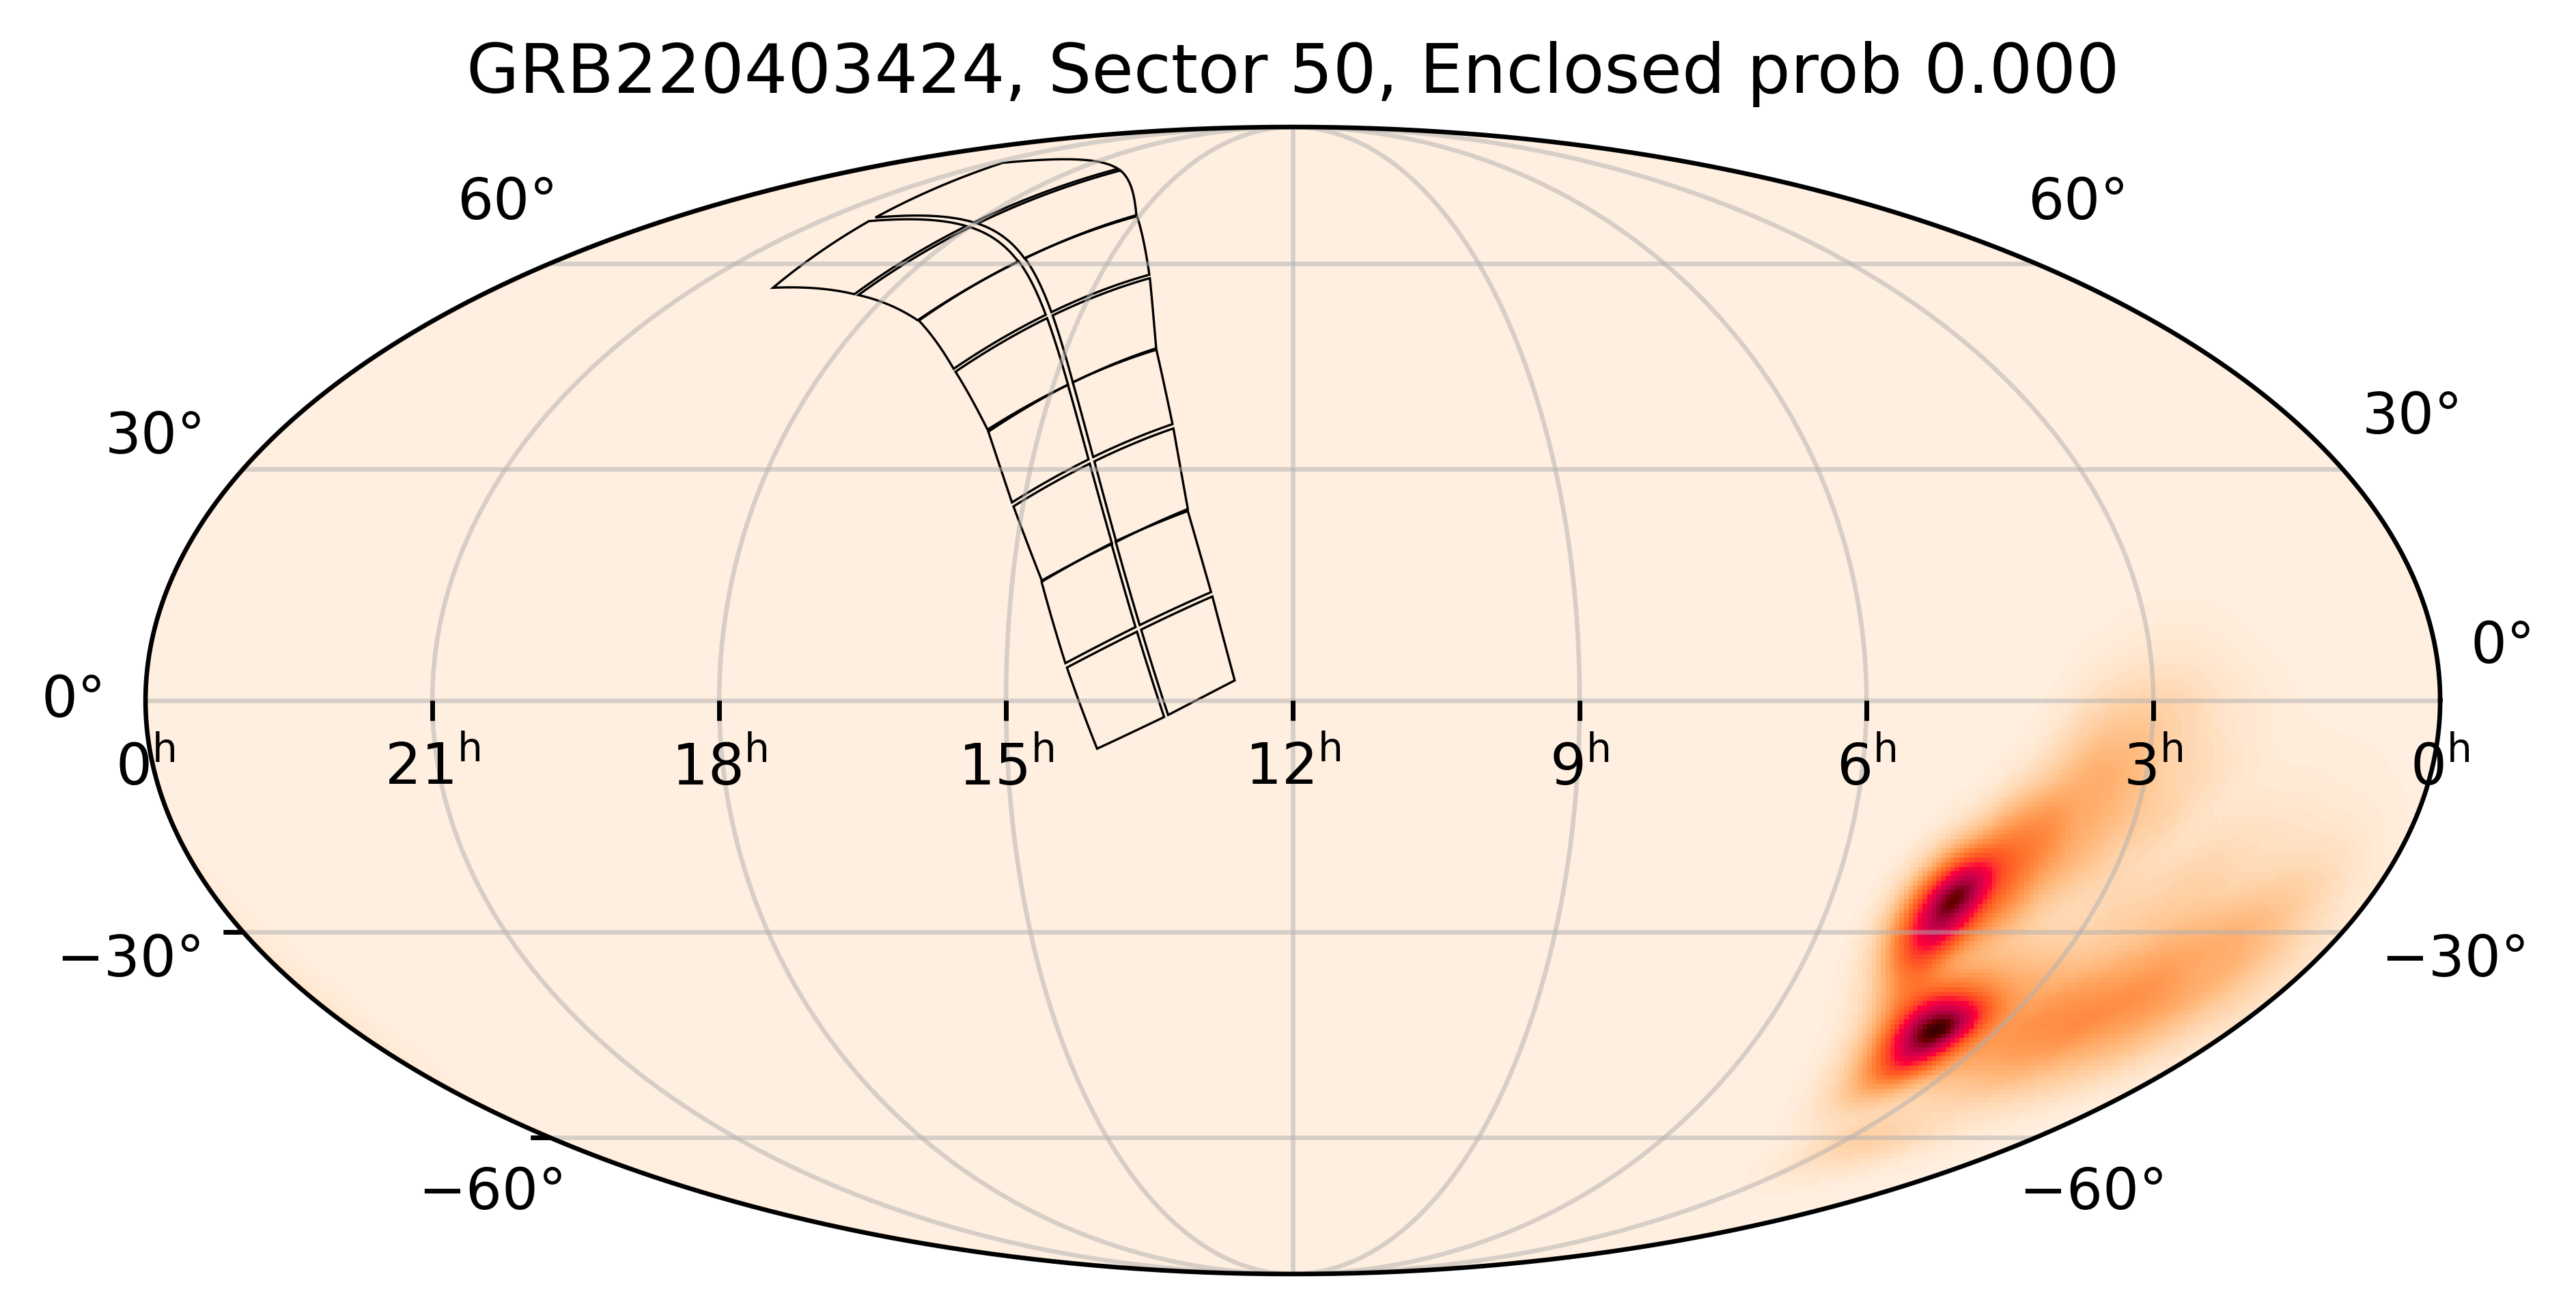 GRB220403424, Sector 50, Enclosed prob 0.000
60° 60°
30° 30°
0° 0°
0h 21h 18h 15h 12h 9h 6h 3h 0h
−30° −30°
−60° −60°